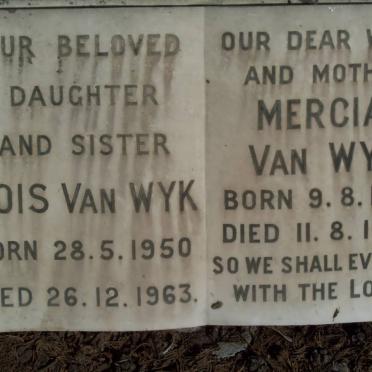 UR BELOVED
DAUGHTER
AND SISTER
OIS VAN WYK
ORN 28.5.1950
ED 26.12.1963.
OUR DEAR W
AND MOTH
MERCIA
VAN WY
BORN 9.8.1
DIED 11.8.1
SO WE SHALL EV
WITH THE LO